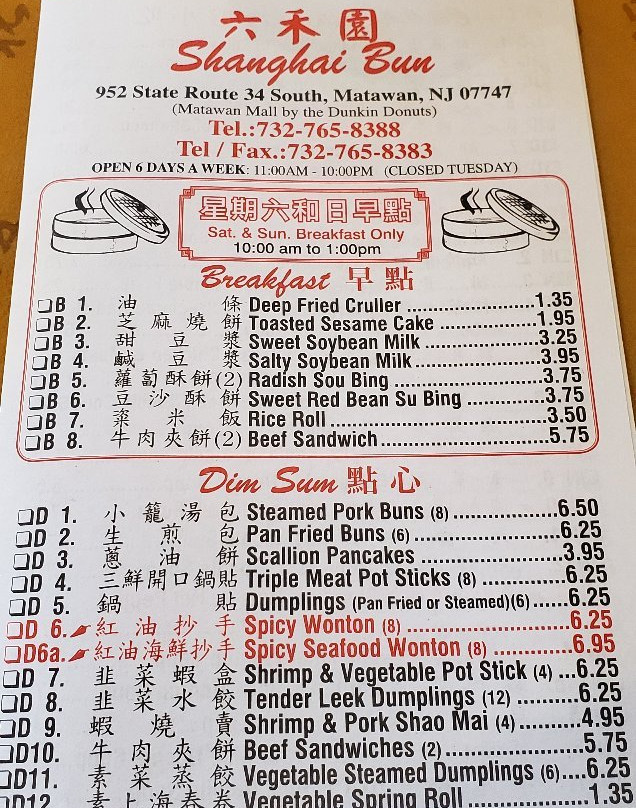 六禾園
Shanghai Bun
952 State Route 34 South, Matawan, NJ 07747
(Matawan Mall by the Dunkin Donuts)
Tel.:732-765-8388
Tel / Fax.:732-765-8383
OPEN 6 DAYS A WEEK: 11:00AM - 10:00PM (CLOSED TUESDAY)
星期六和日早點
Sat. & Sun. Breakfast Only
10:00 am to 1:00pm
Breakfast 早點
B 1. 油條 Deep Fried Cruller 1.35
B 2. 芝麻燒餅 Toasted Sesame Cake 1.95
B 3. 甜豆漿 Sweet Soybean Milk 3.25
B 4. 鹹豆漿 Salty Soybean Milk 3.95
B 5. 蘿蔔酥餅(2) Radish Sou Bing 3.75
B 6. 豆沙酥餅 Sweet Red Bean Su Bing 3.75
B 7. 粢米飯 Rice Roll 3.50
B 8. 牛肉夾餅(2) Beef Sandwich 5.75
Dim Sum 點心
D 1. 小籠湯包 Steamed Pork Buns (8) 6.50
D 2. 生煎包 Pan Fried Buns (6) 6.25
D 3. 蔥油餅 Scallion Pancakes 3.95
D 4. 三鮮開口鍋貼 Triple Meat Pot Sticks (8) 6.25
D 5. 鍋貼 Dumplings (Pan Fried or Steamed)(6) 6.25
D 6. 紅油抄手 Spicy Wonton (8) 6.25
D6a. 紅油海鮮抄手 Spicy Seafood Wonton (8) 6.95
D 7. 韭菜蝦盒 Shrimp & Vegetable Pot Stick (4) 6.25
D 8. 韭菜水餃 Tender Leek Dumplings (12) 6.25
D 9. 蝦燒賣 Shrimp & Pork Shao Mai (4) 4.95
D10. 牛肉夾餅 Beef Sandwiches (2) 5.75
D11. 素菜蒸餃 Vegetable Steamed Dumplings (6) 6.25
D12 素上海春卷 Vegetable Spring Roll 1.35